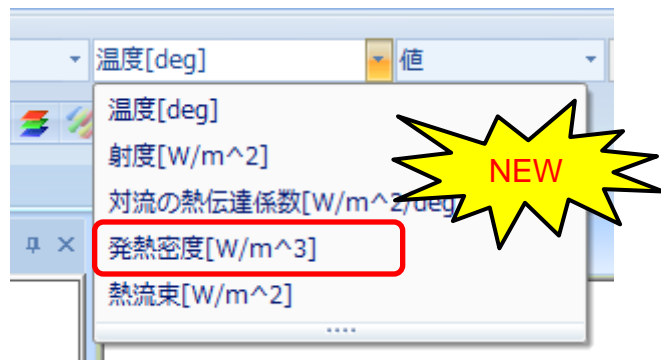 温度[deg] 値
温度[deg]
射度[W/m^2]
NEW
対流の熱伝達係数[W/m^2/deg
発熱密度[W/m^3]
熱流束[W/m^2]